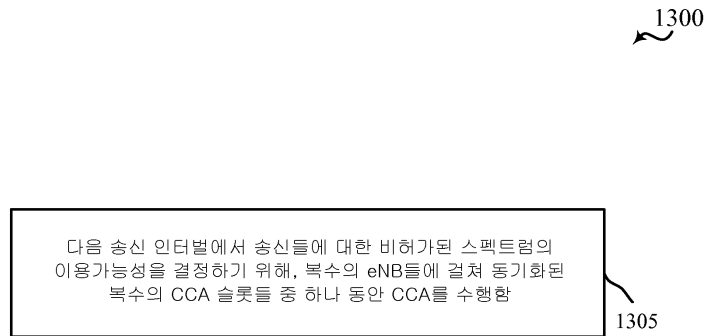 1300
다음 송신 인터벌에서 송신들에 대한 비허가된 스펙트럼의
이용가능성을 결정하기 위해, 복수의 eNB들에 걸쳐 동기화된
복수의 CCA 슬롯들 중 하나 동안 CCA를 수행함
1305